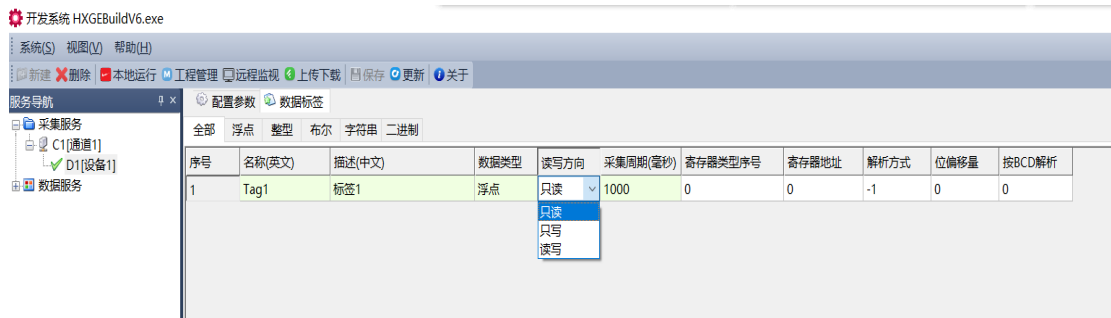 开发系统 HXGEBuildV6.exe
系统(S) 视图(V) 帮助(H)
新建 删除 本地运行 工程管理 远程监视 上传下载 保存 更新 关于
服务导航
配置参数 数据标签
采集服务
C1[通道1]
D1[设备1]
数据服务
全部 浮点 整型 布尔 字符串 二进制
序号 名称(英文) 描述(中文) 数据类型 读写方向 采集周期(毫秒) 寄存器类型序号 寄存器地址 解析方式 位偏移量 按BCD解析
1 Tag1 标签1 浮点 只读 1000 0 0 -1 0 0
只读
只写
读写